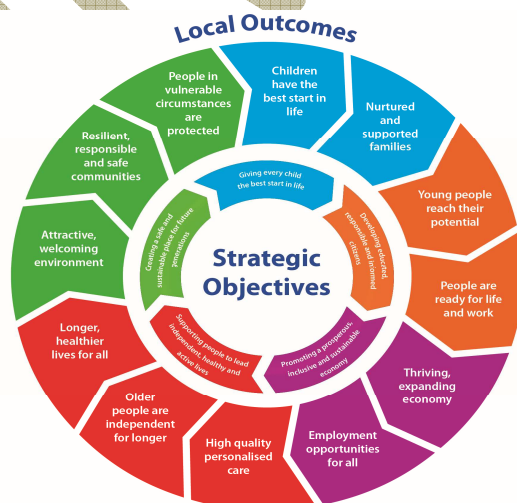 Local Outcomes
Children
have the
best start in
life
Nurtured
and
supported
families
Young people
reach their
potential
People are
ready for life
and work
Thriving,
expanding
economy
Employment
opportunities
for all
High quality
personalised
care
Older
people are
independent
for longer
Longer,
healthier
lives for all
Attractive,
welcoming
environment
Resilient,
responsible
and safe
communities
People in
vulnerable
circumstances
are
protected
Giving every child
the best start in life
Developing educated,
responsible and informed
citizens
Promoting a prosperous,
inclusive and sustainable
economy
Supporting people to lead
independent, healthy and
active lives
Creating a safe and
sustainable place for future
generations
Strategic
Objectives